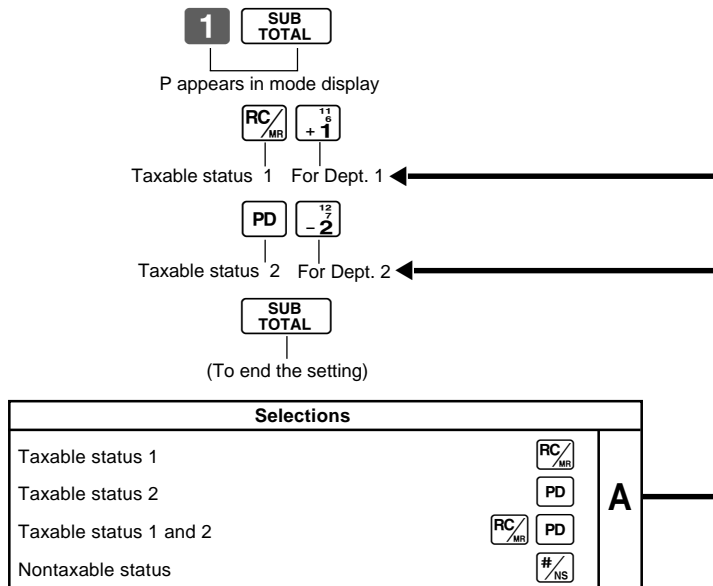 1 SUB TOTAL
P appears in mode display
RC/MR 11 6 + 1
Taxable status 1 For Dept. 1
PD 12 7 - 2
Taxable status 2 For Dept. 2
SUB TOTAL
(To end the setting)
Selections
Taxable status 1 RC/MR
Taxable status 2 PD
A
Taxable status 1 and 2 RC/MR PD
Nontaxable status #/NS